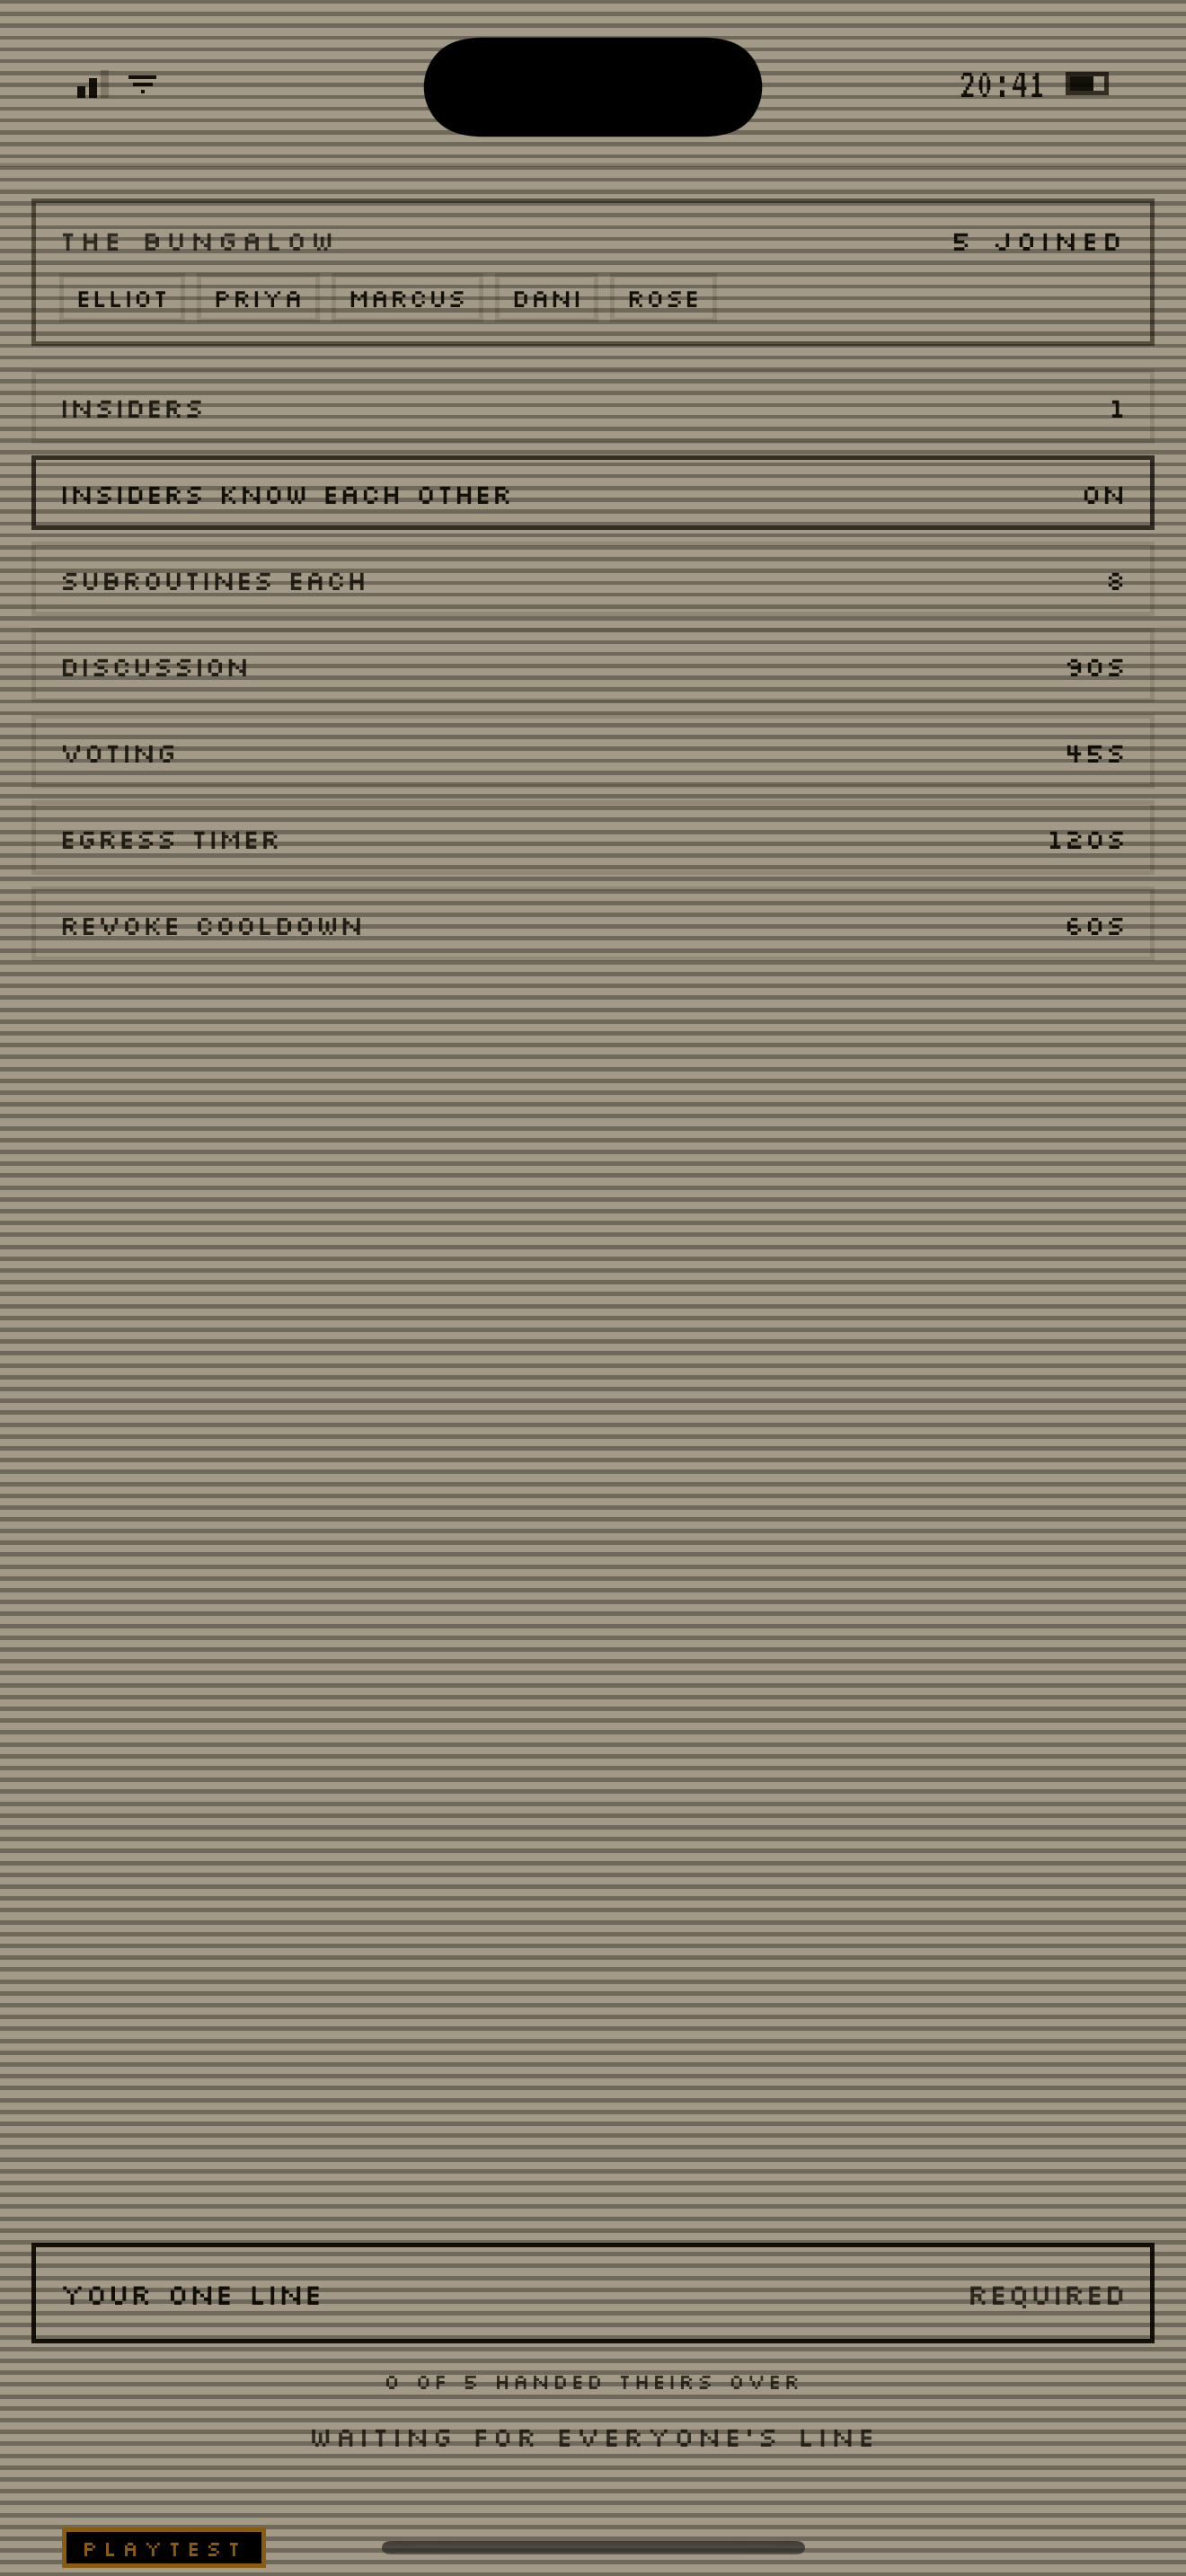 20:41
THE BUNGALOW 5 JOINED
ELLIOT PRIYA MARCUS DANI ROSE
INSIDERS 1
INSIDERS KNOW EACH OTHER ON
SUBROUTINES EACH 8
DISCUSSION 90S
VOTING 45S
EGRESS TIMER 120S
REVOKE COOLDOWN 60S
YOUR ONE LINE REQUIRED
0 OF 5 HANDED THEIRS OVER
WAITING FOR EVERYONE'S LINE
PLAYTEST